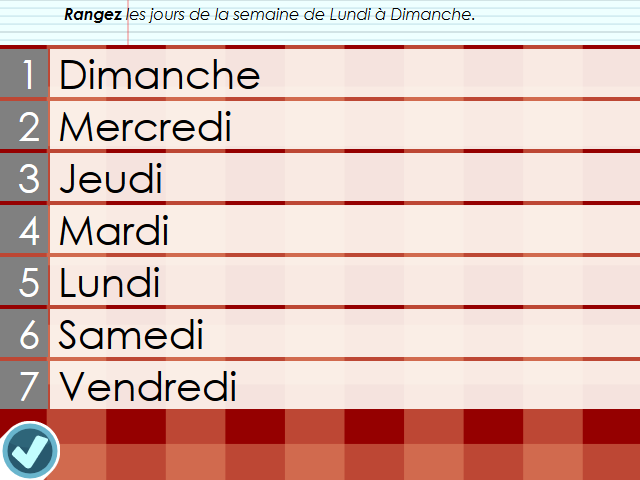 Rangez les jours de la semaine de Lundi à Dimanche.
1 Dimanche
2 Mercredi
3 Jeudi
4 Mardi
5 Lundi
6 Samedi
7 Vendredi